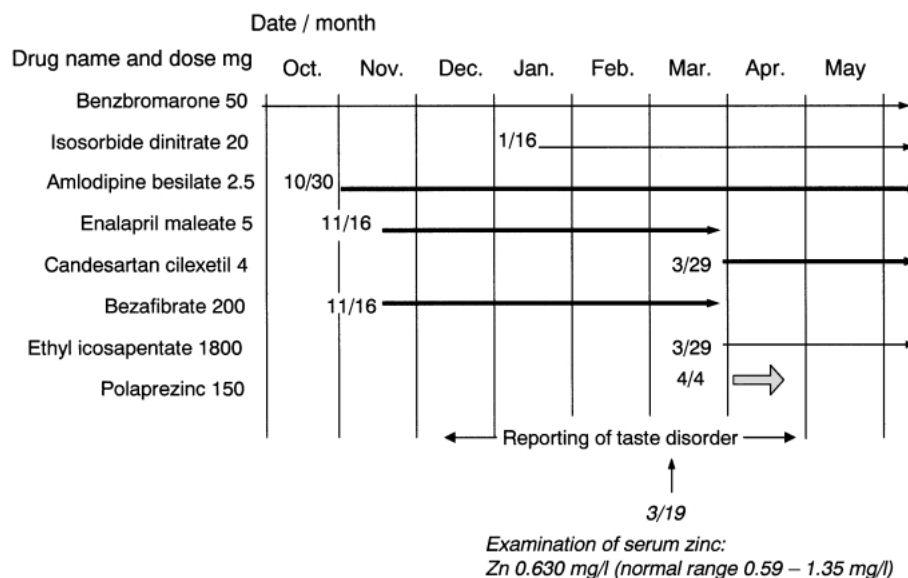 Date / month
Drug name and dose mg
Oct. Nov. Dec. Jan. Feb. Mar. Apr. May
Benzbromarone 50
Isosorbide dinitrate 20 1/16
Amlodipine besilate 2.5 10/30
Enalapril maleate 5 11/16
Candesartan cilexetil 4 3/29
Bezafibrate 200 11/16
Ethyl icosapentate 1800 3/29
Polaprezinc 150 4/4
Reporting of taste disorder
3/19
Examination of serum zinc:
Zn 0.630 mg/l (normal range 0.59 – 1.35 mg/l)